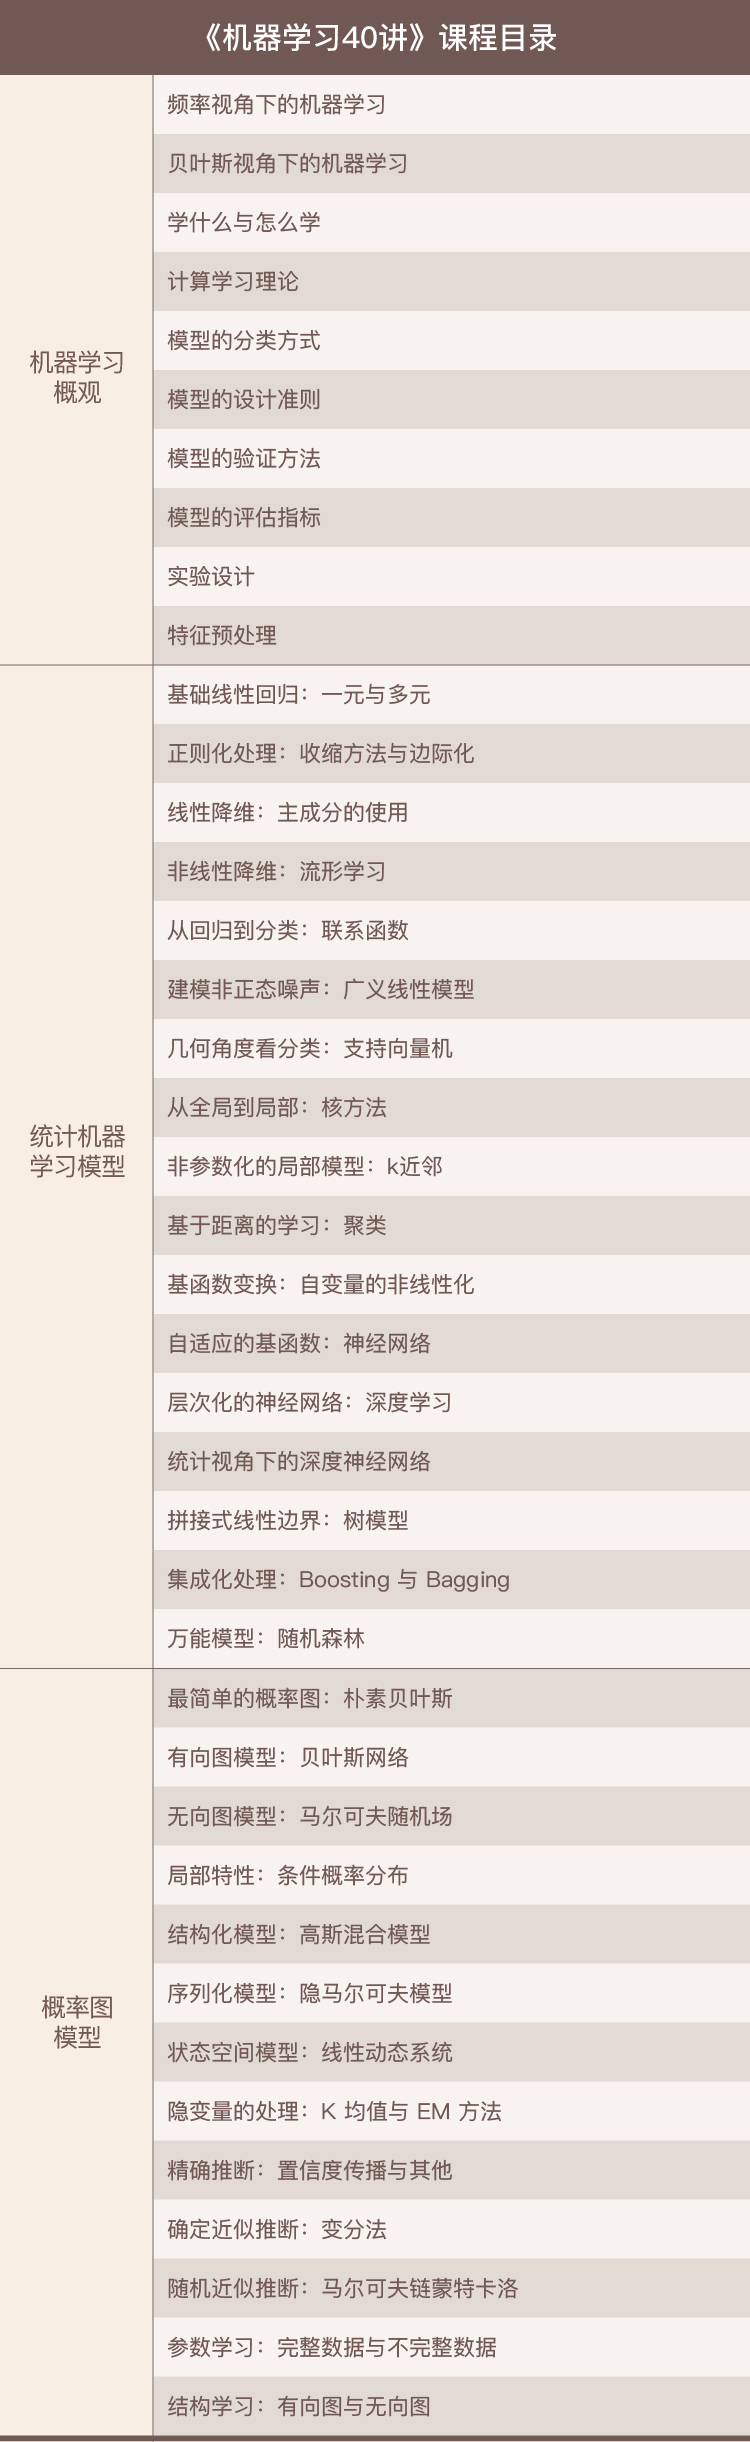 《机器学习40讲》课程目录
机器学习
概观
频率视角下的机器学习
贝叶斯视角下的机器学习
学什么与怎么学
计算学习理论
模型的分类方式
模型的设计准则
模型的验证方法
模型的评估指标
实验设计
特征预处理
统计机器
学习模型
基础线性回归：一元与多元
正则化处理：收缩方法与边际化
线性降维：主成分的使用
非线性降维：流形学习
从回归到分类：联系函数
建模非正态噪声：广义线性模型
几何角度看分类：支持向量机
从全局到局部：核方法
非参数化的局部模型：k近邻
基于距离的学习：聚类
基函数变换：自变量的非线性化
自适应的基函数：神经网络
层次化的神经网络：深度学习
统计视角下的深度神经网络
拼接式线性边界：树模型
集成化处理：Boosting 与 Bagging
万能模型：随机森林
概率图
模型
最简单的概率图：朴素贝叶斯
有向图模型：贝叶斯网络
无向图模型：马尔可夫随机场
局部特性：条件概率分布
结构化模型：高斯混合模型
序列化模型：隐马尔可夫模型
状态空间模型：线性动态系统
隐变量的处理：K 均值与 EM 方法
精确推断：置信度传播与其他
确定近似推断：变分法
随机近似推断：马尔可夫链蒙特卡洛
参数学习：完整数据与不完整数据
结构学习：有向图与无向图